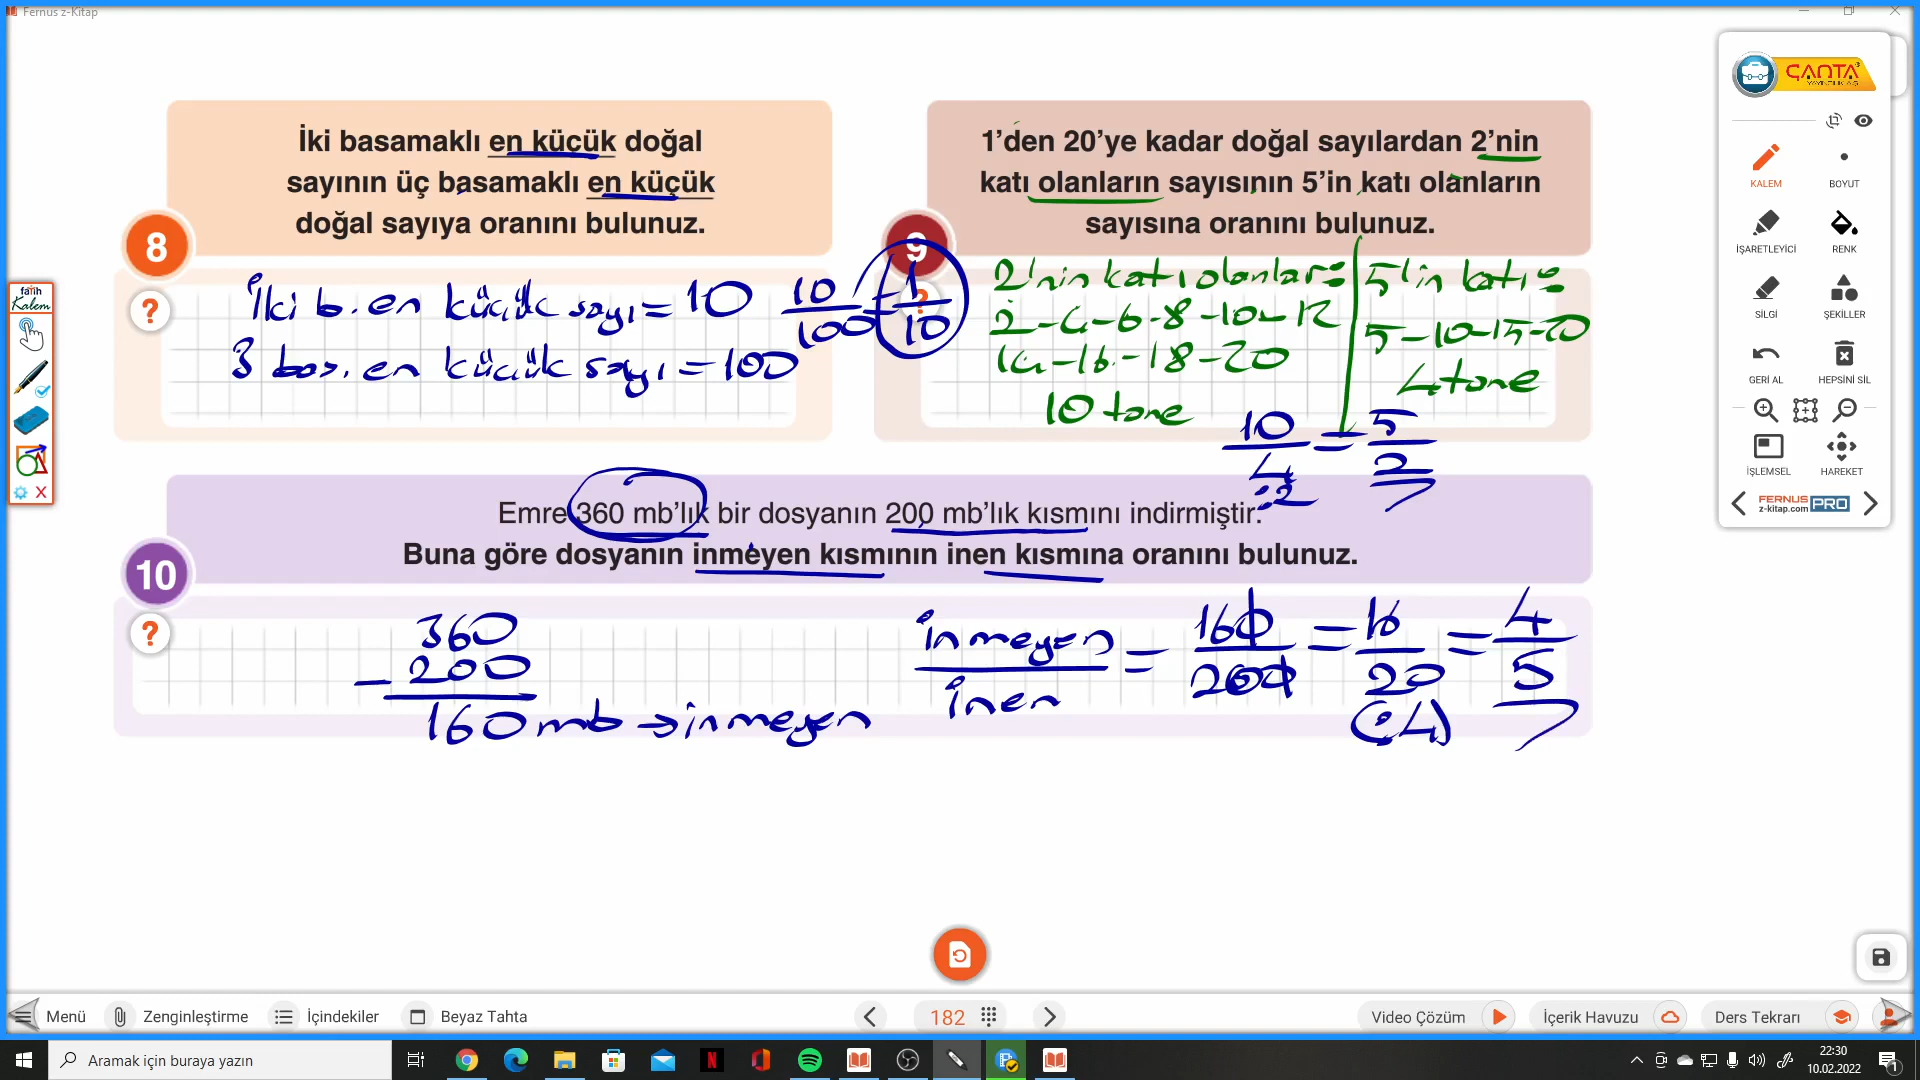 Fernus z-Kitap
İki basamaklı en küçük doğal
sayının üç basamaklı en küçük
doğal sayıya oranını bulunuz.
8
?
İki b. en küçük sayı = 10
3 bas. en küçük sayı = 100
10/100 = 1/10
1'den 20'ye kadar doğal sayılardan 2'nin
katı olanların sayısının 5'in katı olanların
sayısına oranını bulunuz.
9
?
2'nin katı olanlar =
2-4-6-8-10-12
14-16-18-20
10 tane
5'in katı =
5-10-15-20
4 tane
10/4 = 5/2
:2
Emre 360 mb'lık bir dosyanın 200 mb'lık kısmını indirmiştir.
Buna göre dosyanın inmeyen kısmının inen kısmına oranını bulunuz.
10
?
360
- 200
160 mb → inmeyen
inmeyen/inen = 160/200 = 16/20 = 4/5
(:4)
fatih
Kalem
X
ÇANTA
YAYINCILIK AŞ
KALEM
BOYUT
İŞARETLEYİCİ
RENK
SİLGİ
ŞEKİLLER
GERİ AL
HEPSİNİ SİL
İŞLEMSEL
HAREKET
FERNUS
z-kitap.com PRO
Menü
Zenginleştirme
İçindekiler
Beyaz Tahta
182
Video Çözüm
İçerik Havuzu
Ders Tekrarı
Aramak için buraya yazın
22:30
10.02.2022
1